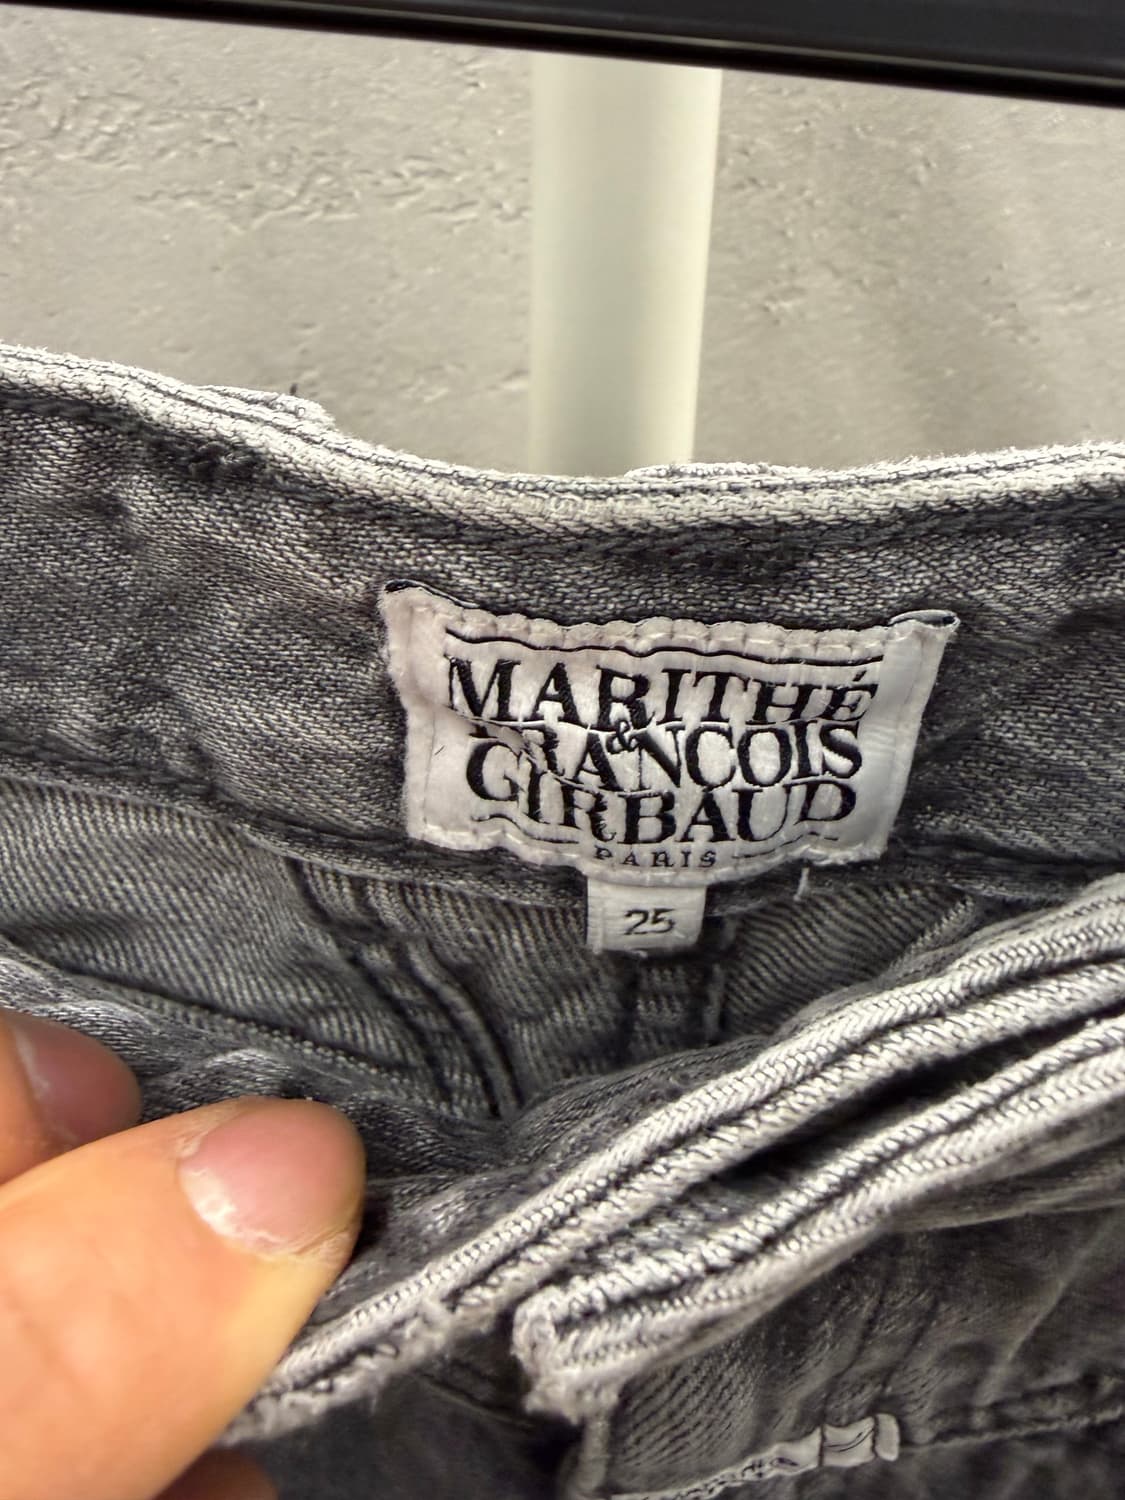 MARITHÉ
&
FRANCOIS
GIRBAUD
PARIS
25